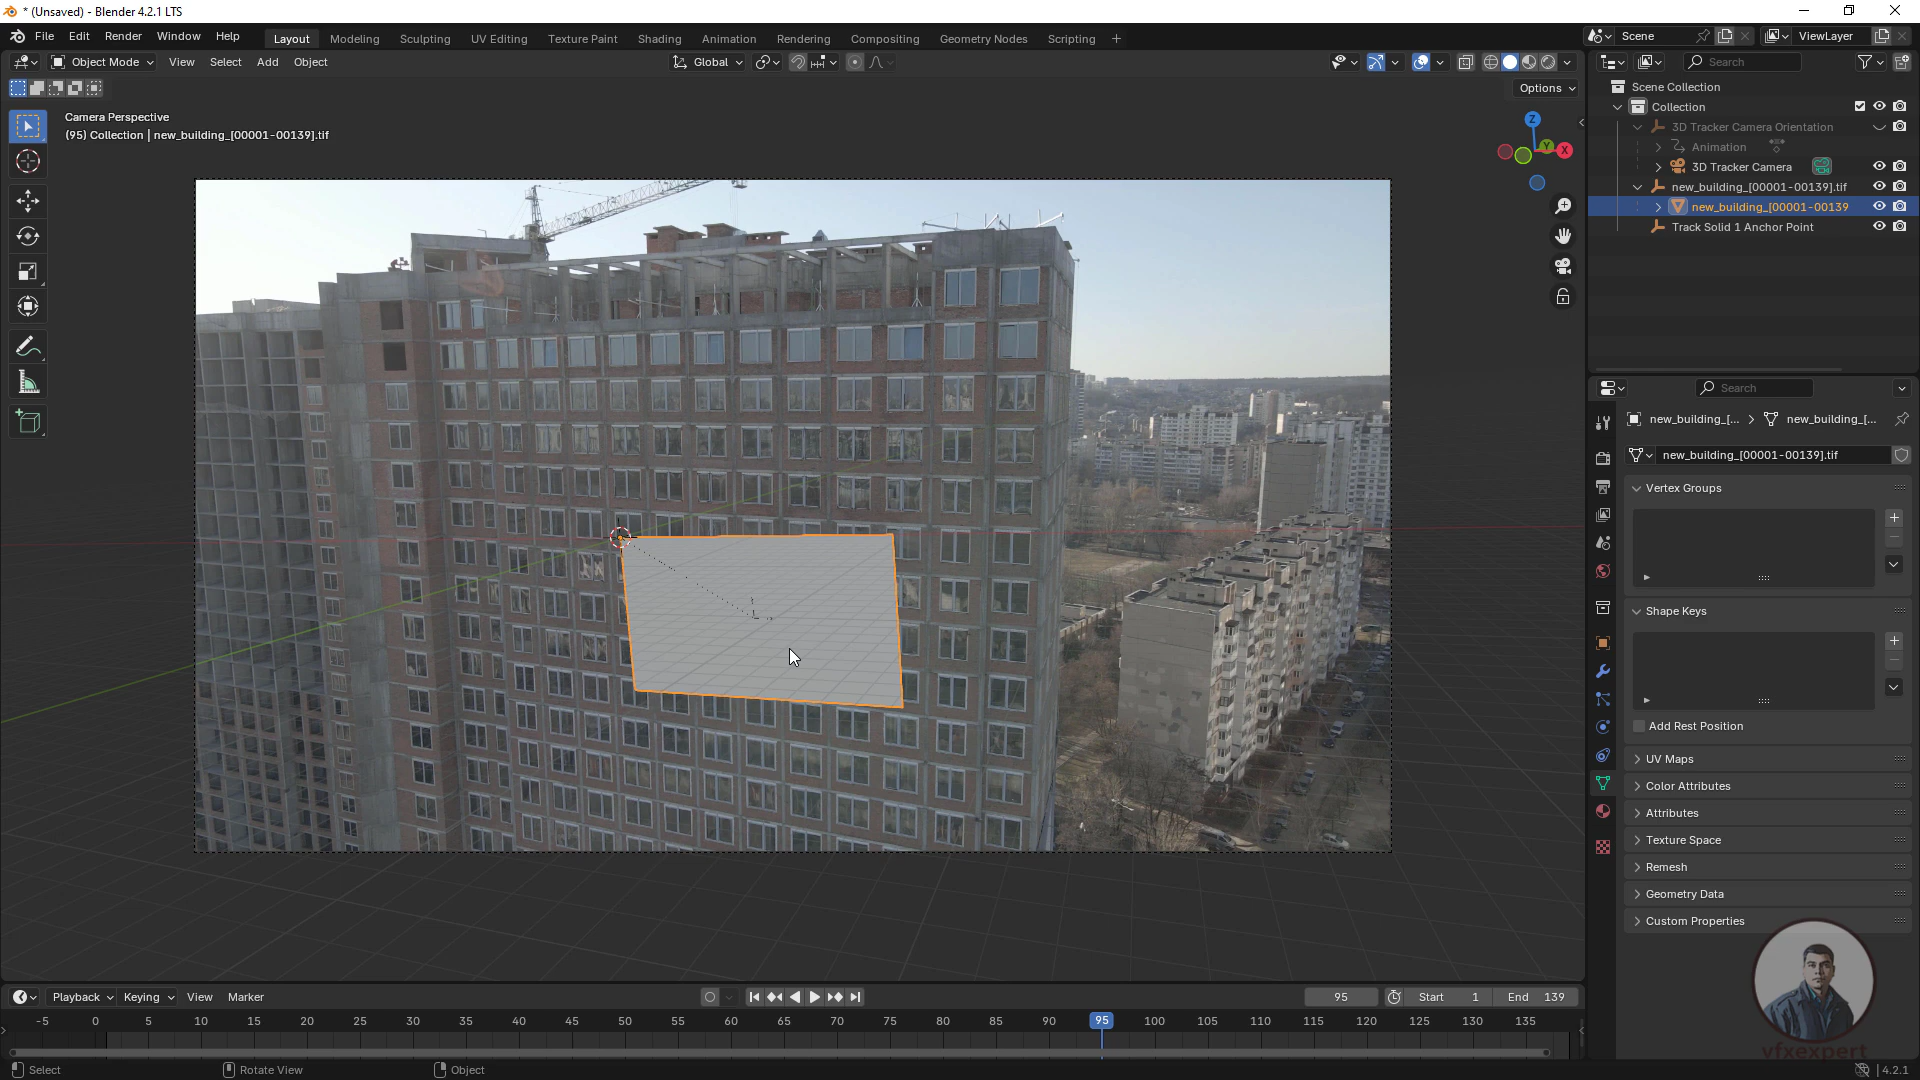 * (Unsaved) - Blender 4.2.1 LTS
File Edit Render Window Help
Layout Modeling Sculpting UV Editing Texture Paint Shading Animation Rendering Compositing Geometry Nodes Scripting +
Scene ViewLayer
Object Mode View Select Add Object
Global
Search
Options
Camera Perspective
(95) Collection | new_building_[00001-00139].tif
Z
Y
X
Scene Collection
Collection
3D Tracker Camera Orientation
Animation
3D Tracker Camera
new_building_[00001-00139].tif
new_building_[00001-00139
Track Solid 1 Anchor Point
Search
new_building_[... > new_building_[...
new_building_[00001-00139].tif
Vertex Groups
Shape Keys
Add Rest Position
UV Maps
Color Attributes
Attributes
Texture Space
Remesh
Geometry Data
Custom Properties
vfxexpert
Playback Keying View Marker
95 Start 1 End 139
-5 0 5 10 15 20 25 30 35 40 45 50 55 60 65 70 75 80 85 90 95 100 105 110 115 120 125 130 135
Select Rotate View Object
4.2.1